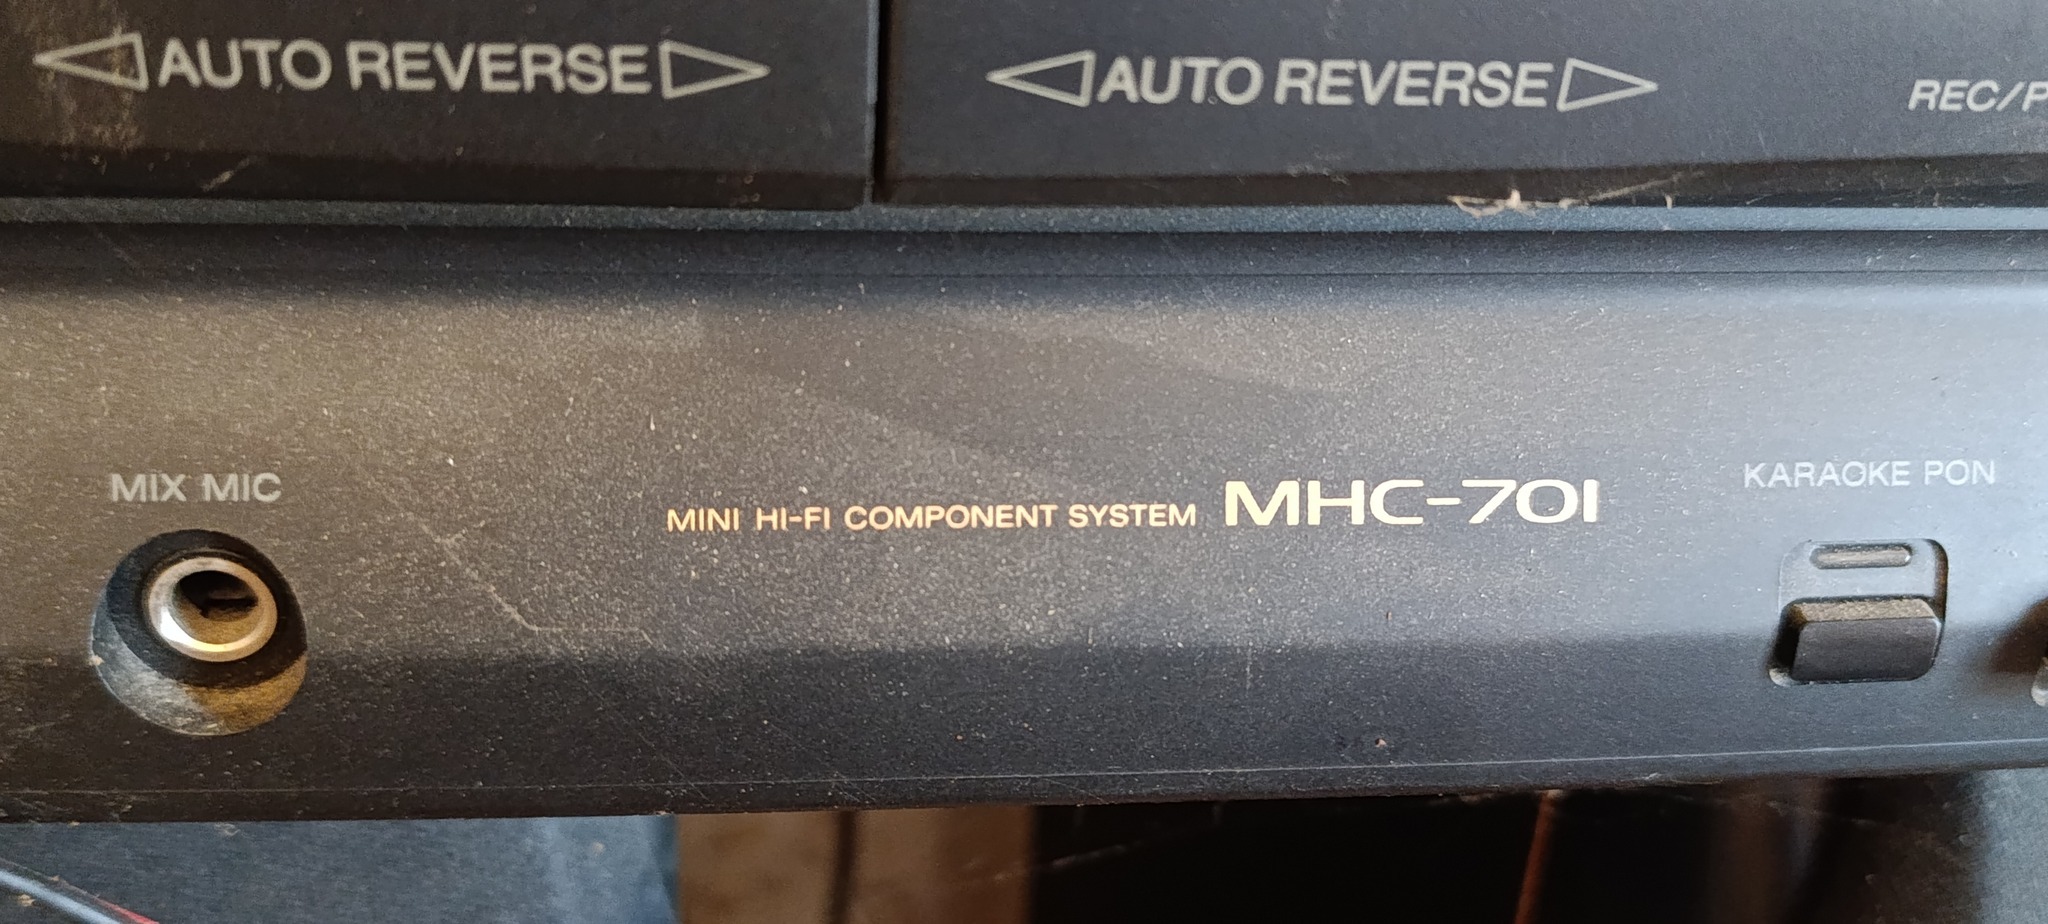 AUTO REVERSE
AUTO REVERSE
REC/P
MIX MIC
MINI HI-FI COMPONENT SYSTEM MHC-701
KARAOKE PON